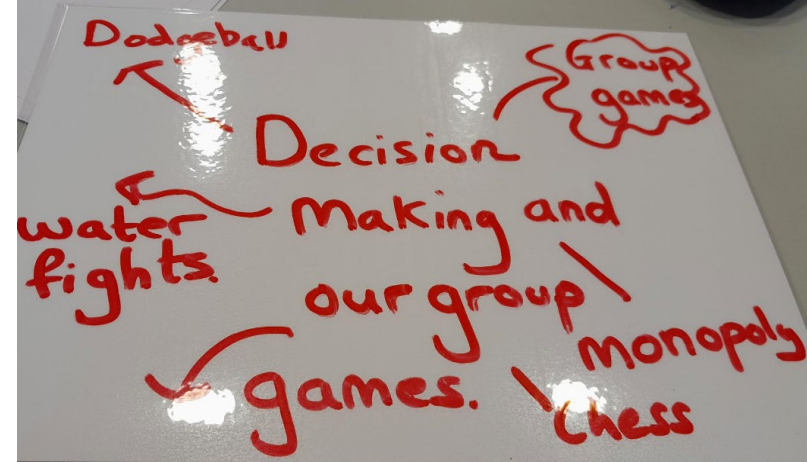 Dodgeball
Group
games
Decision
Making and
water
fights.
our group
monopoly
games.
chess